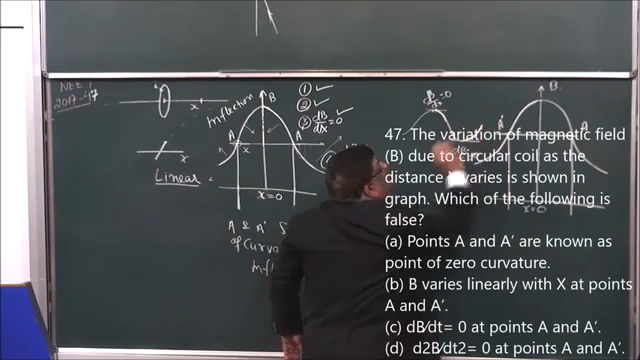 NEET
2017-47
x
Inflection
B
① ✓
② ✓
③ dB/dx = 0 ✓
A
x
A'
x
Linear
x=0
A & A' S
of Curva
Infl
dB/dx = 0
B
A'
A
x=0
47. The variation of magnetic field
(B) due to circular coil as the
distance varies is shown in
graph. Which of the following is
false?
(a) Points A and A′ are known as
point of zero curvature.
(b) B varies linearly with X at points
A and A′.
(c) dB⁄dt= 0 at points A and A′.
(d) d2B⁄dt2= 0 at points A and A′.